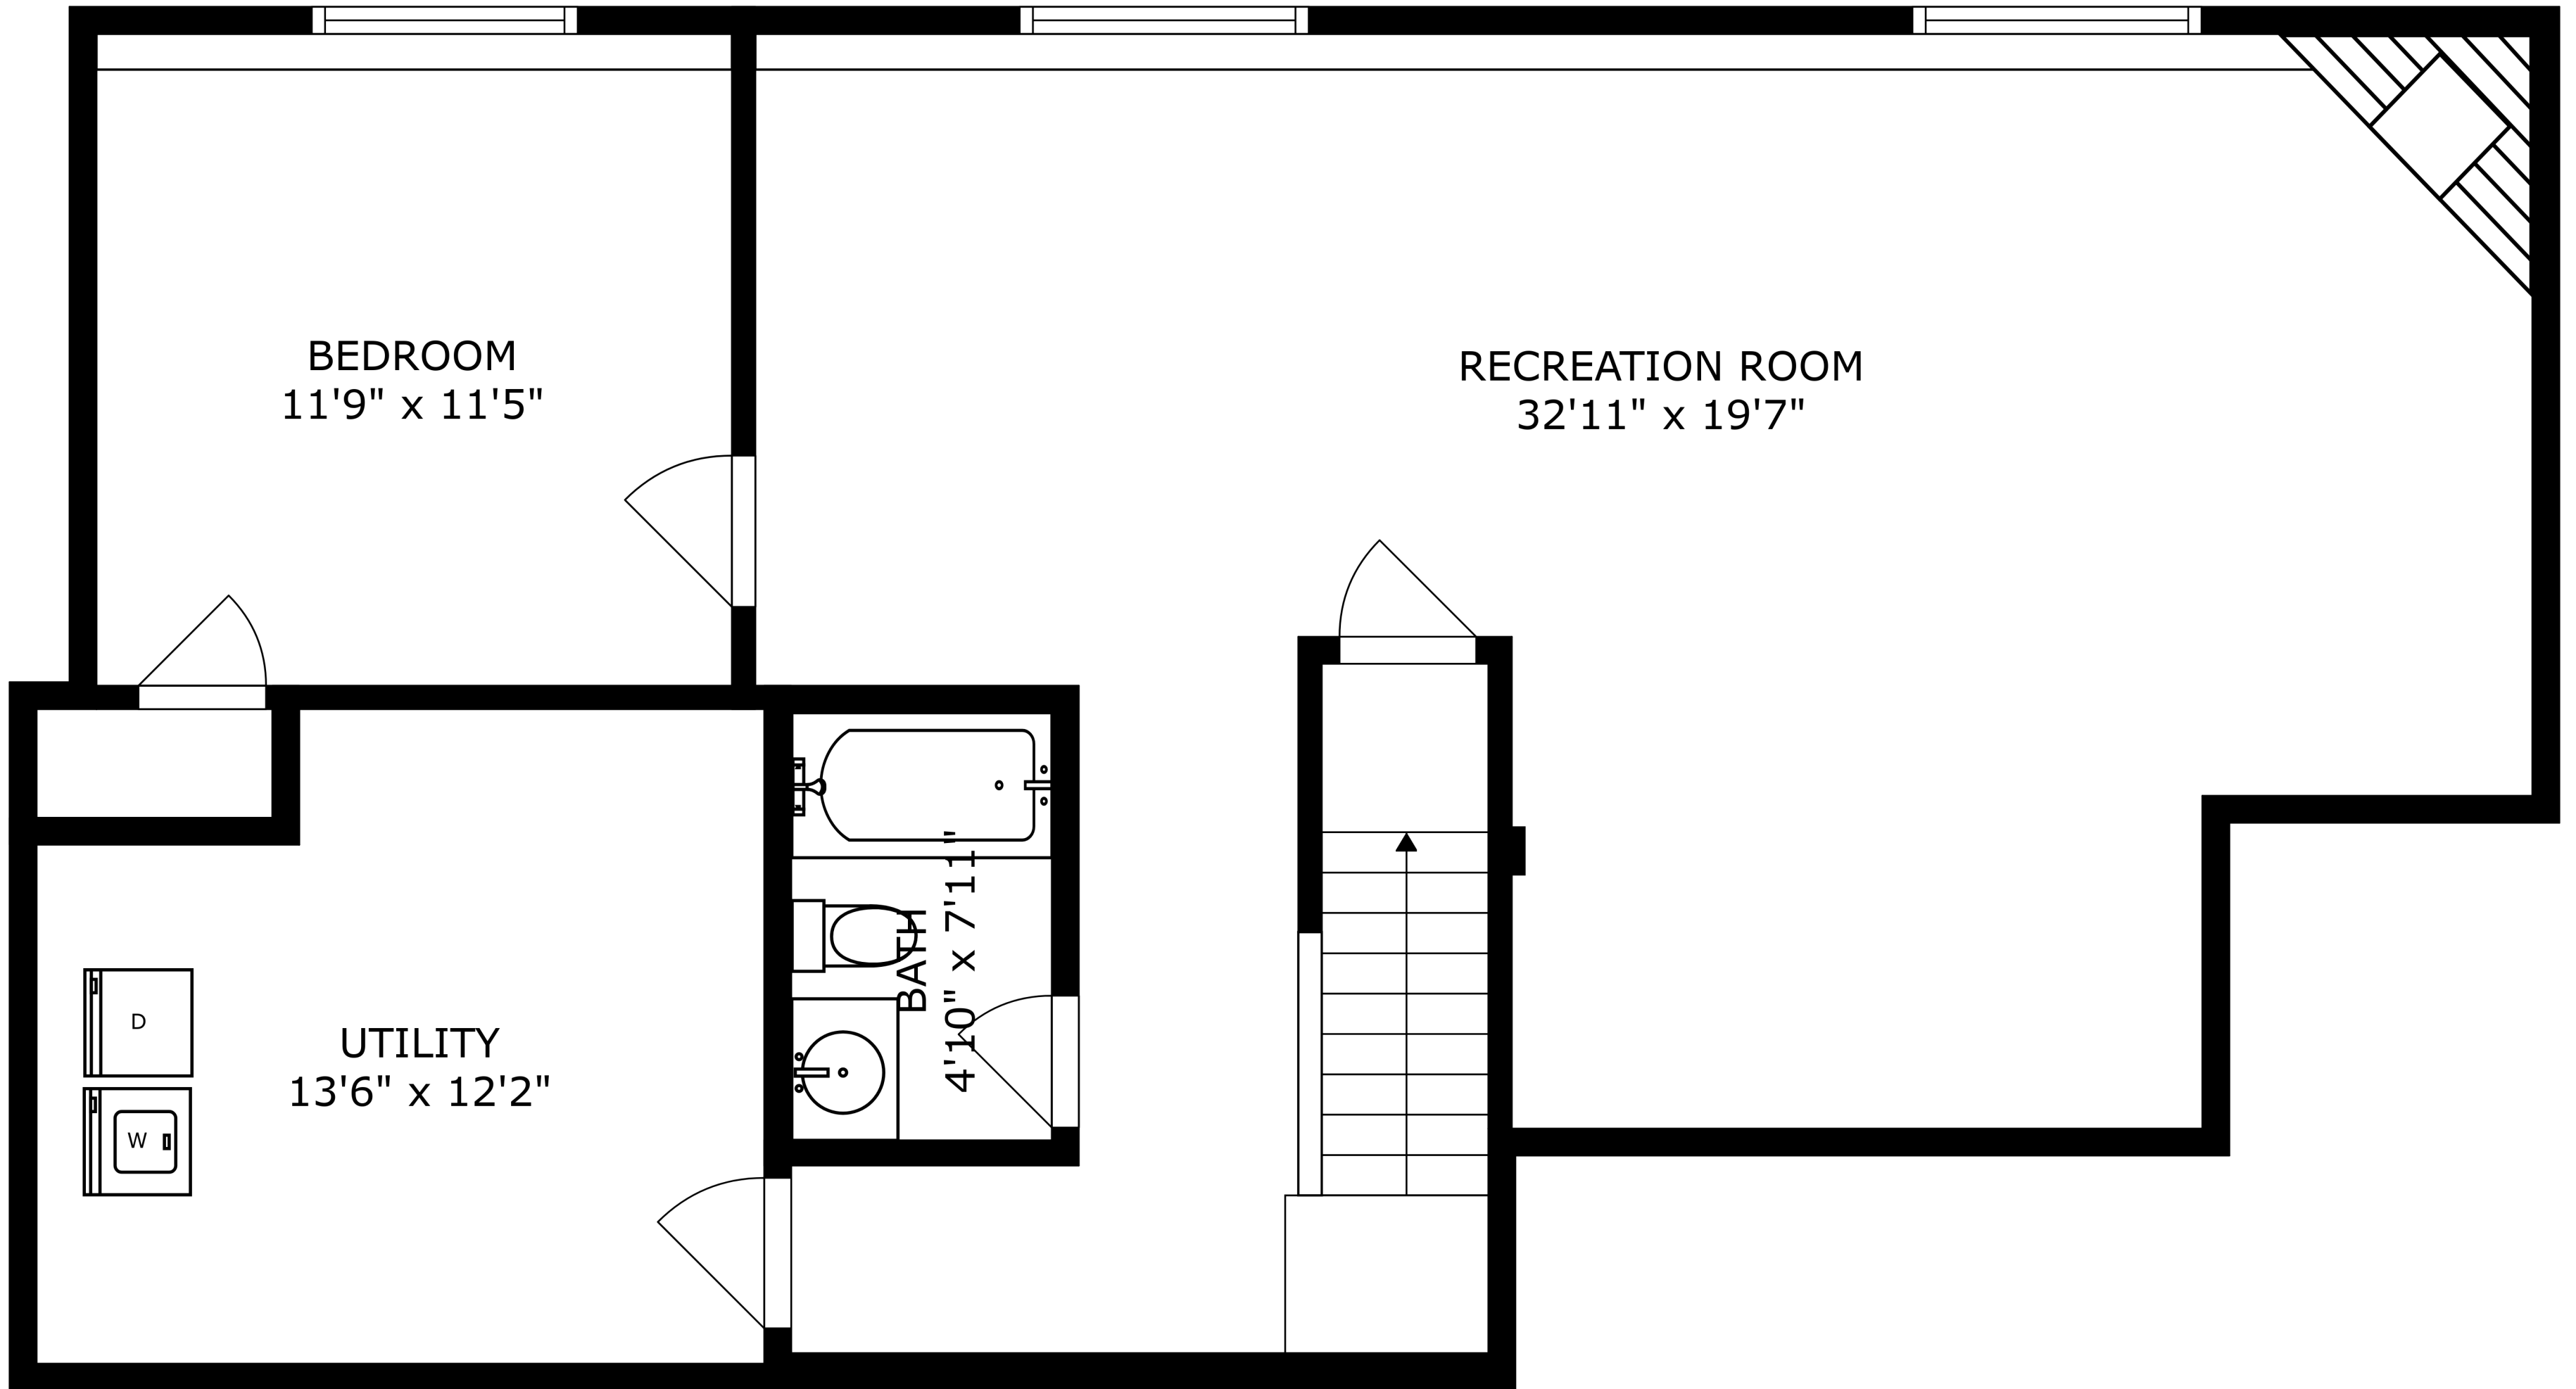 BEDROOM
11'9" x 11'5"
RECREATION ROOM
32'11" x 19'7"
BATH
4'10" x 7'11"
D
W
UTILITY
13'6" x 12'2"